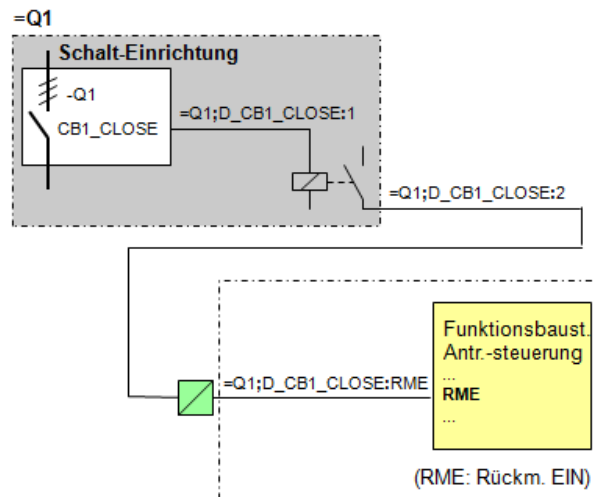 =Q1
Schalt-Einrichtung
-Q1
CB1_CLOSE
=Q1;D_CB1_CLOSE:1
=Q1;D_CB1_CLOSE:2
=Q1;D_CB1_CLOSE:RME
Funktionsbaust.
Antr.-steuerung
...
RME
...
(RME: Rückm. EIN)